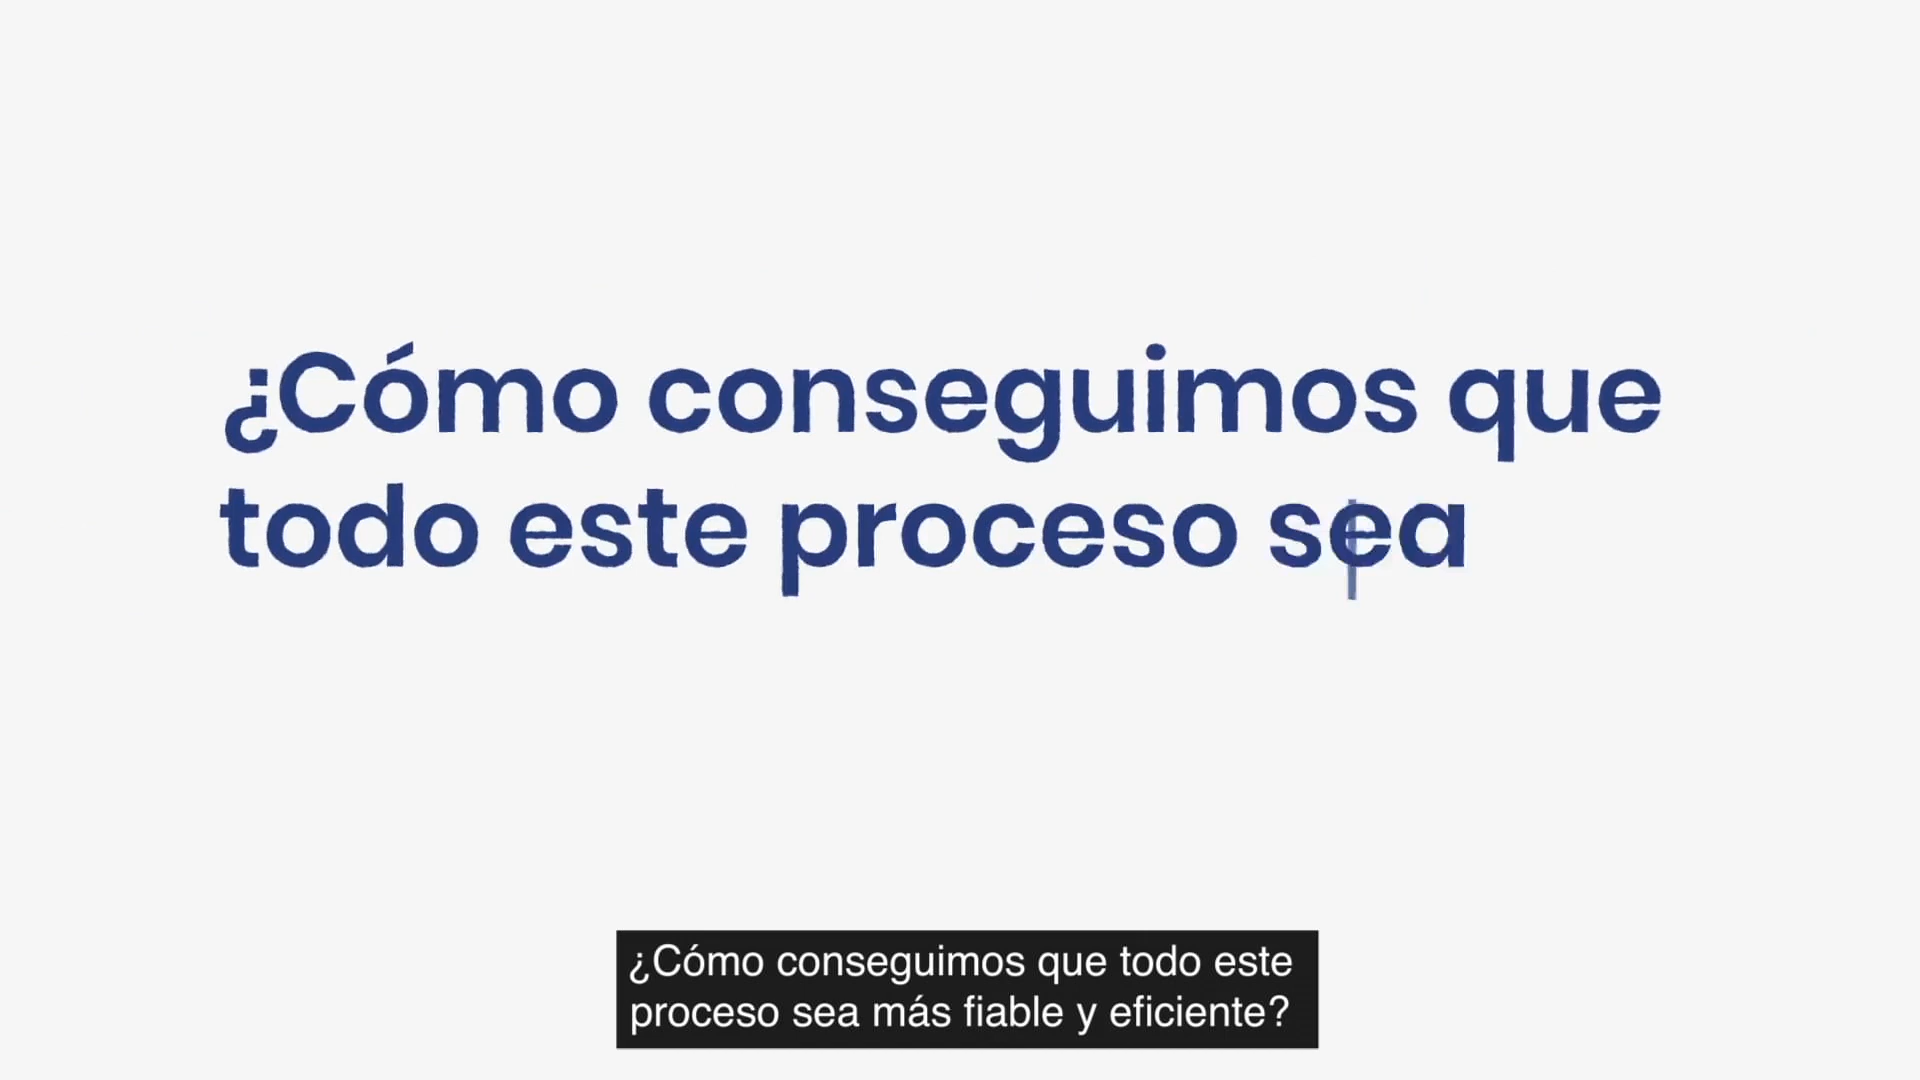 ¿Cómo conseguimos que
todo este proceso sea
¿Cómo conseguimos que todo este
proceso sea más fiable y eficiente?